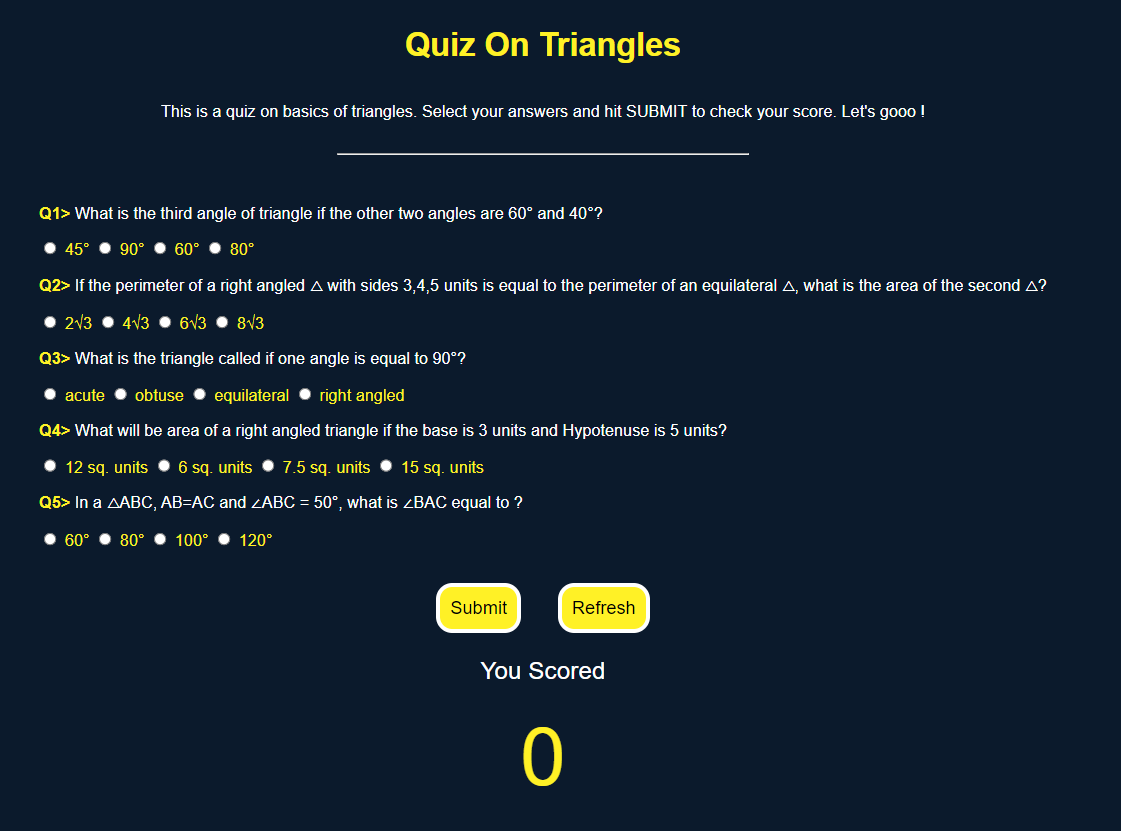 Quiz On Triangles
This is a quiz on basics of triangles. Select your answers and hit SUBMIT to check your score. Let's gooo !
Q1> What is the third angle of triangle if the other two angles are 60° and 40°?
45° 90° 60° 80°
Q2> If the perimeter of a right angled △ with sides 3,4,5 units is equal to the perimeter of an equilateral △, what is the area of the second △?
2√3 4√3 6√3 8√3
Q3> What is the triangle called if one angle is equal to 90°?
acute obtuse equilateral right angled
Q4> What will be area of a right angled triangle if the base is 3 units and Hypotenuse is 5 units?
12 sq. units 6 sq. units 7.5 sq. units 15 sq. units
Q5> In a △ABC, AB=AC and ∠ABC = 50°, what is ∠BAC equal to ?
60° 80° 100° 120°
Submit Refresh
You Scored
0